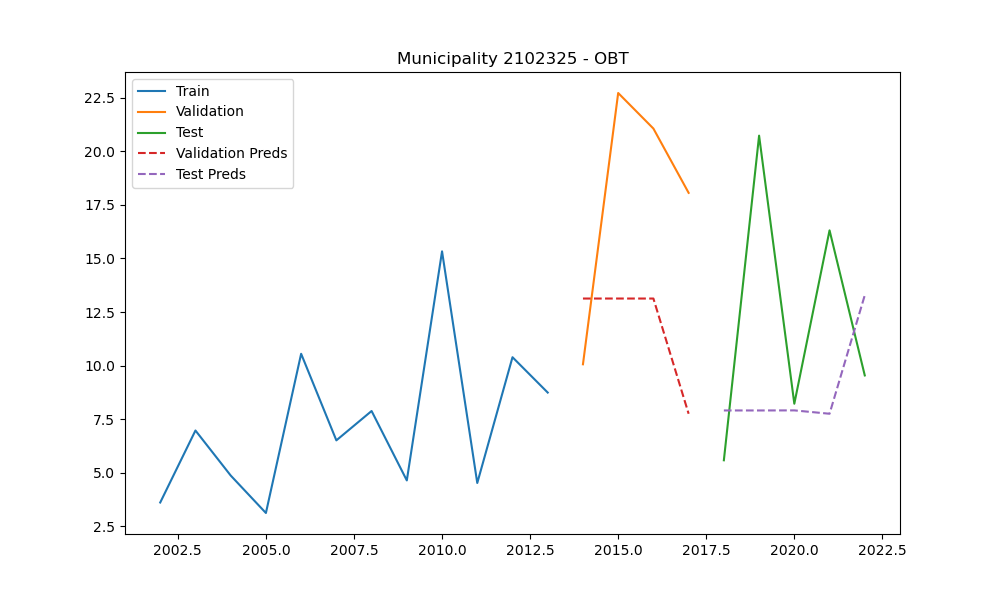 Municipality 2102325 - OBT
Train
Validation
Test
Validation Preds
Test Preds
22.5
20.0
17.5
15.0
12.5
10.0
7.5
5.0
2.5
2002.5 2005.0 2007.5 2010.0 2012.5 2015.0 2017.5 2020.0 2022.5